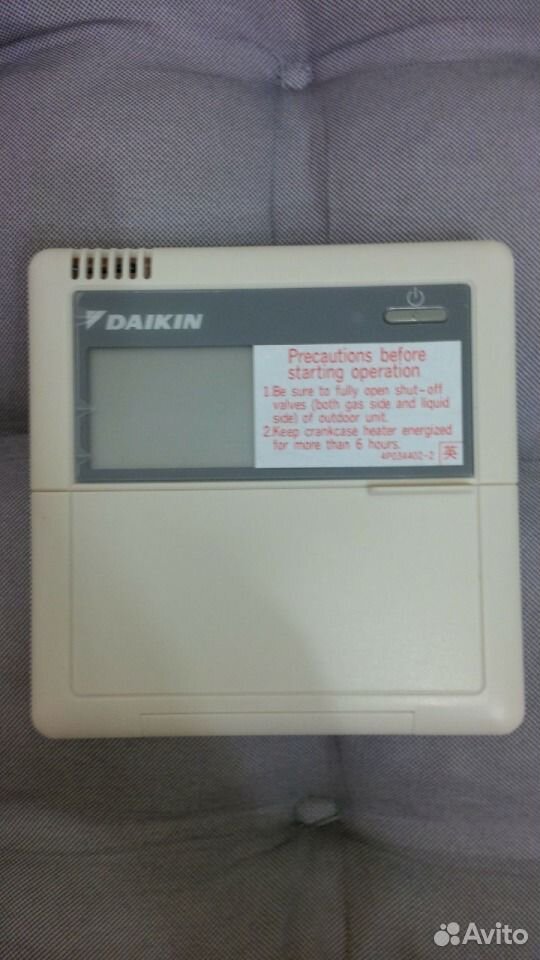 DAIKIN
Precautions before
starting operation
1.Be sure to fully open shut-off
valves (both gas side and liquid
side) of outdoor unit.
2.Keep crankcase heater energized
for more than 6 hours.
4P034402-2 英
Avito